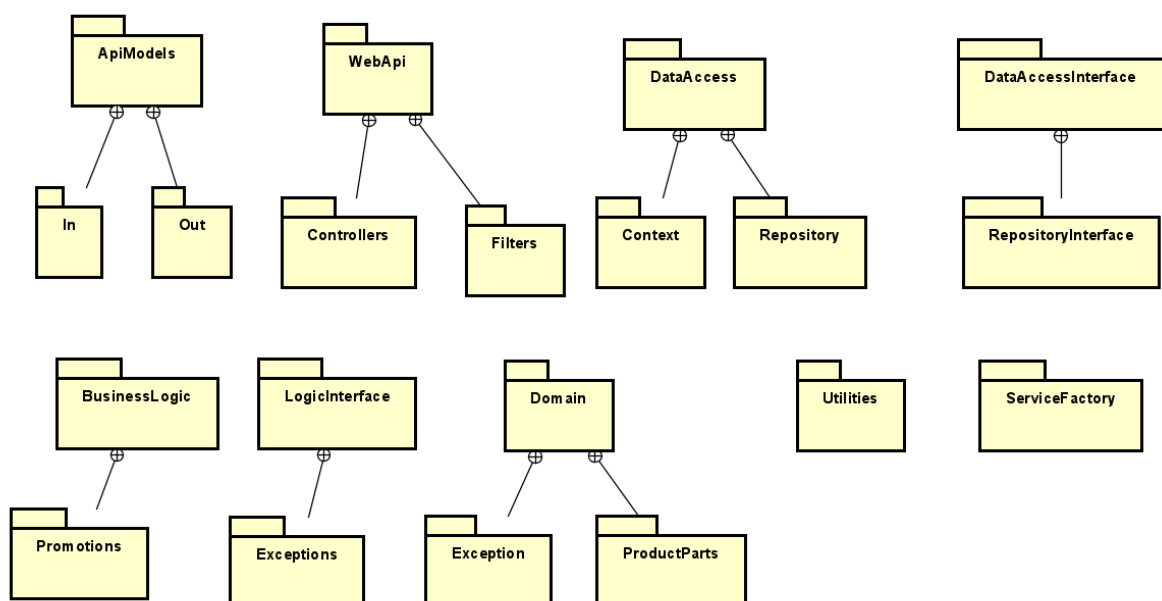 ApiModels
WebApi
DataAccess
DataAccessInterface
In
Out
Controllers
Filters
Context
Repository
RepositoryInterface
BusinessLogic
LogicInterface
Domain
Utilities
ServiceFactory
Promotions
Exceptions
Exception
ProductParts